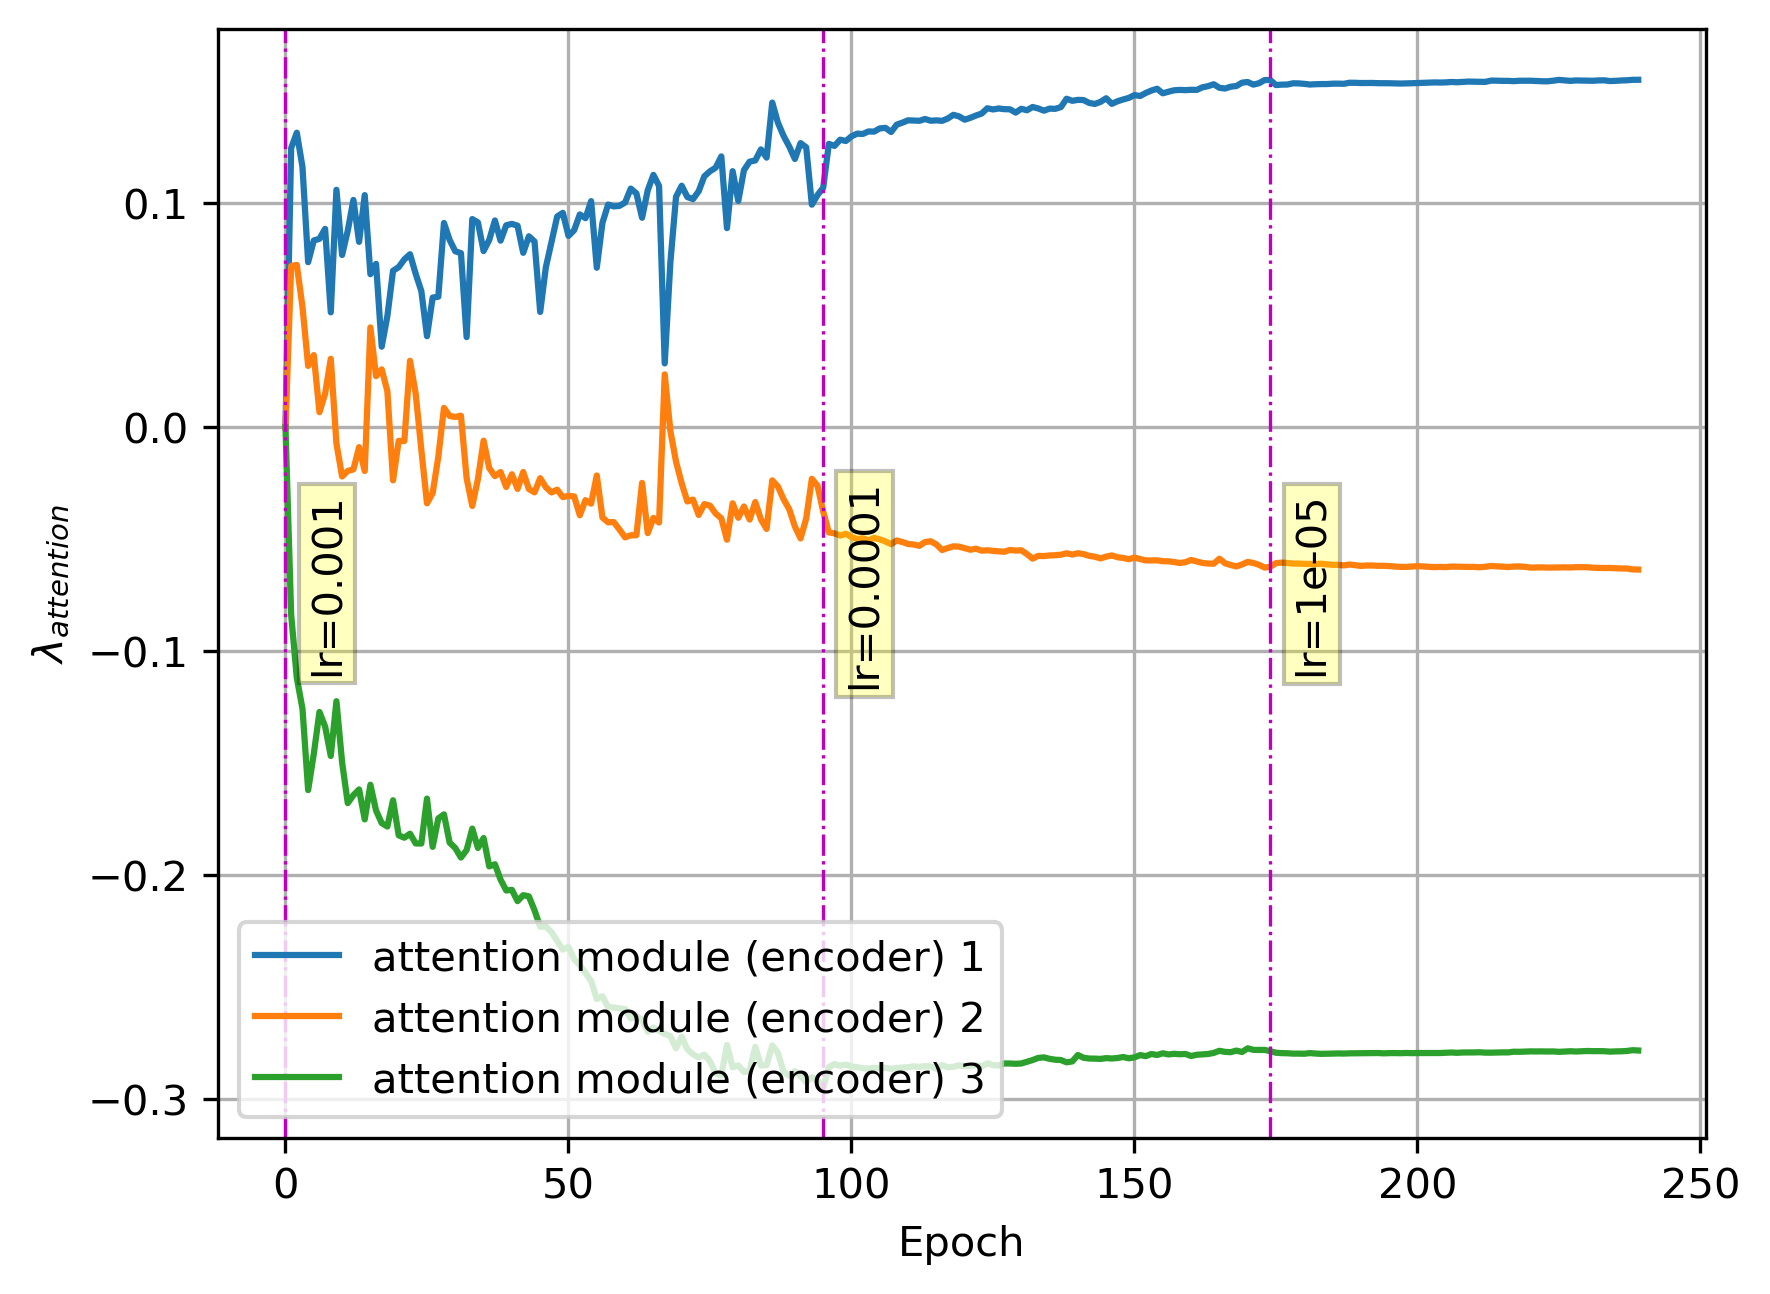 0.1
0.0
−0.1
−0.2
−0.3
λattention
lr=0.001
lr=0.0001
lr=1e-05
attention module (encoder) 1
attention module (encoder) 2
attention module (encoder) 3
0 50 100 150 200 250
Epoch